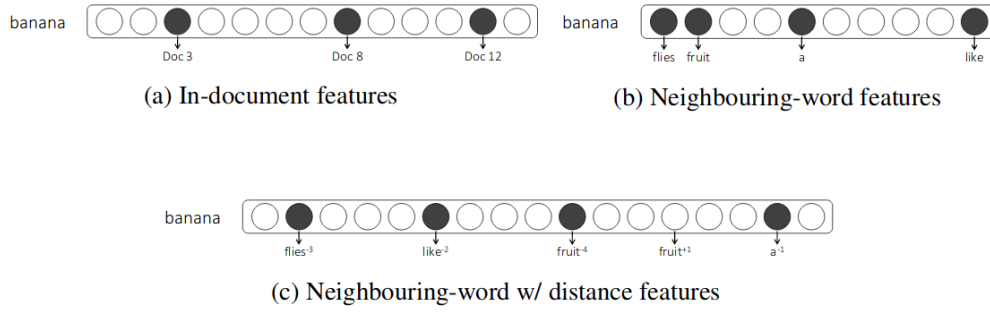 banana
Doc 3 Doc 8 Doc 12
(a) In-document features
banana
flies fruit a like
(b) Neighbouring-word features
banana
flies⁻³ like⁻² fruit⁻⁴ fruit⁺¹ a⁻¹
(c) Neighbouring-word w/ distance features